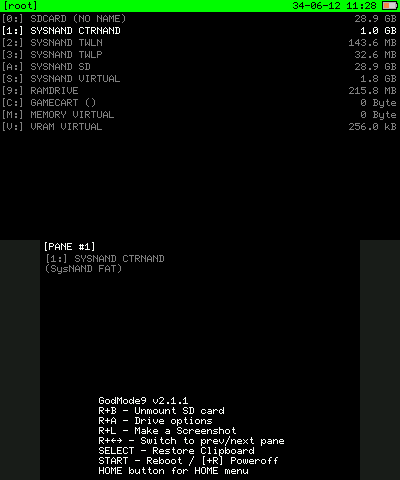 [root] 34-06-12 11:28
[0:] SDCARD (NO NAME) 28.9 GB
[1:] SYSNAND CTRNAND 1.0 GB
[2:] SYSNAND TWLN 143.6 MB
[3:] SYSNAND TWLP 32.6 MB
[A:] SYSNAND SD 28.9 GB
[S:] SYSNAND VIRTUAL 1.8 GB
[9:] RAMDRIVE 215.8 MB
[C:] GAMECART () 0 Byte
[M:] MEMORY VIRTUAL 0 Byte
[V:] VRAM VIRTUAL 256.0 kB
[PANE #1]
[1:] SYSNAND CTRNAND
(SysNAND FAT)
GodMode9 v2.1.1
R+B - Unmount SD card
R+A - Drive options
R+L - Make a Screenshot
R+←→ - Switch to prev/next pane
SELECT - Restore Clipboard
START - Reboot / [+R] Poweroff
HOME button for HOME menu